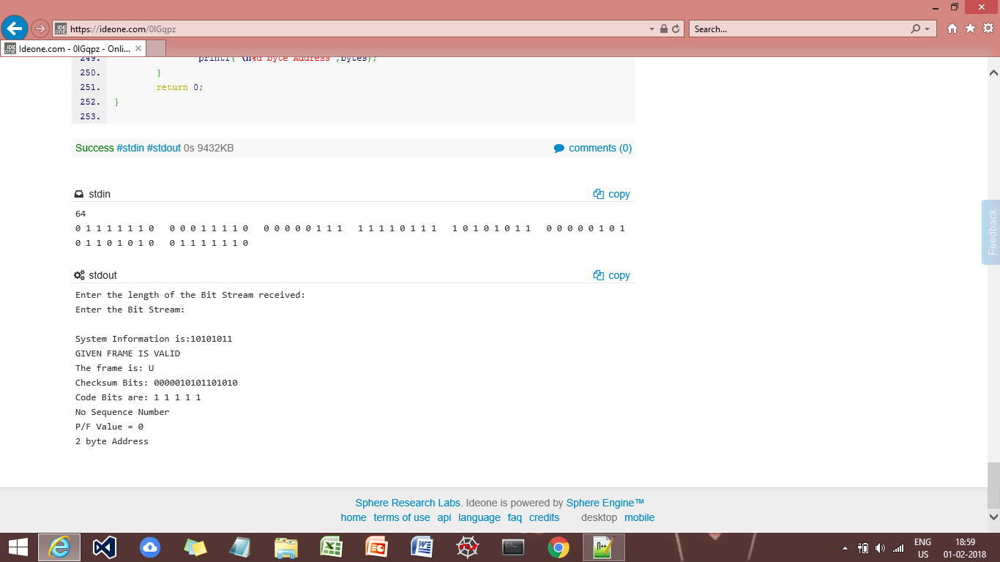 https://ideone.com/0IGqpz
Search...
Ideone.com - 0IGqpz - Onli...
249. printf("\n%d byte Address",bytes);
250. }
251. return 0;
252. }
253.
Success #stdin #stdout 0s 9432KB
comments (0)
stdin
copy
64
0 1 1 1 1 1 1 0   0 0 0 1 1 1 1 0   0 0 0 0 0 1 1 1   1 1 1 1 0 1 1 1   1 0 1 0 1 0 1 1   0 0 0 0 0 1 0 1
0 1 1 0 1 0 1 0   0 1 1 1 1 1 1 0
stdout
copy
Enter the length of the Bit Stream received:
Enter the Bit Stream:
System Information is:10101011
GIVEN FRAME IS VALID
The frame is: U
Checksum Bits: 0000010101101010
Code Bits are: 1 1 1 1 1
No Sequence Number
P/F Value = 0
2 byte Address
Feedback
Sphere Research Labs. Ideone is powered by Sphere Engine™
home terms of use api language faq credits desktop mobile
ENG 18:59
US 01-02-2018